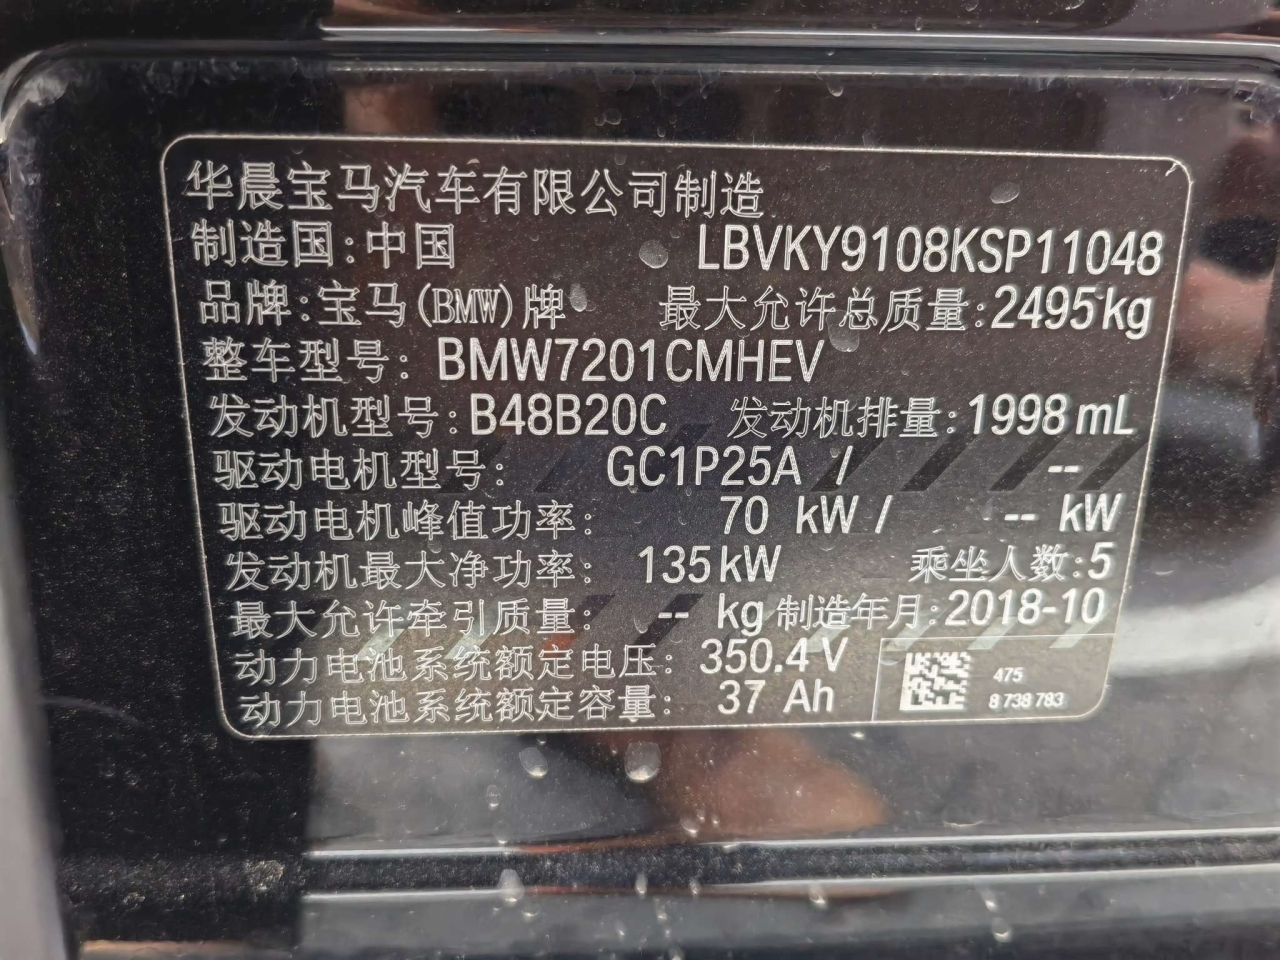 华晨宝马汽车有限公司制造
制造国:中国 LBVKY9108KSP11048
品牌:宝马(BMW)牌 最大允许总质量:2495kg
整车型号: BMW7201CMHEV
发动机型号:B48B20C 发动机排量:1998mL
驱动电机型号: GC1P25A / --
驱动电机峰值功率: 70 kW / -- kW
发动机最大净功率: 135kW 乘坐人数:5
最大允许牵引质量: -- kg 制造年月:2018-10
动力电池系统额定电压: 350.4V
动力电池系统额定容量: 37 Ah
475
8 738 783